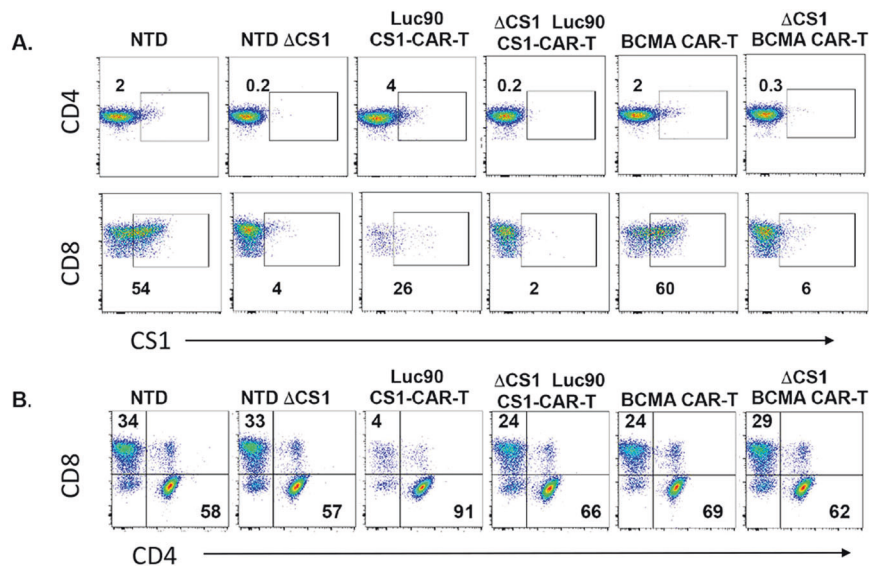 A.
NTD
NTD ΔCS1
Luc90
CS1-CAR-T
ΔCS1 Luc90
CS1-CAR-T
BCMA CAR-T
ΔCS1
BCMA CAR-T
CD4
2
0.2
4
0.2
2
0.3
CD8
54
4
26
2
60
6
CS1
B.
NTD
NTD ΔCS1
Luc90
CS1-CAR-T
ΔCS1 Luc90
CS1-CAR-T
BCMA CAR-T
ΔCS1
BCMA CAR-T
CD8
34
33
4
24
24
29
58
57
91
66
69
62
CD4